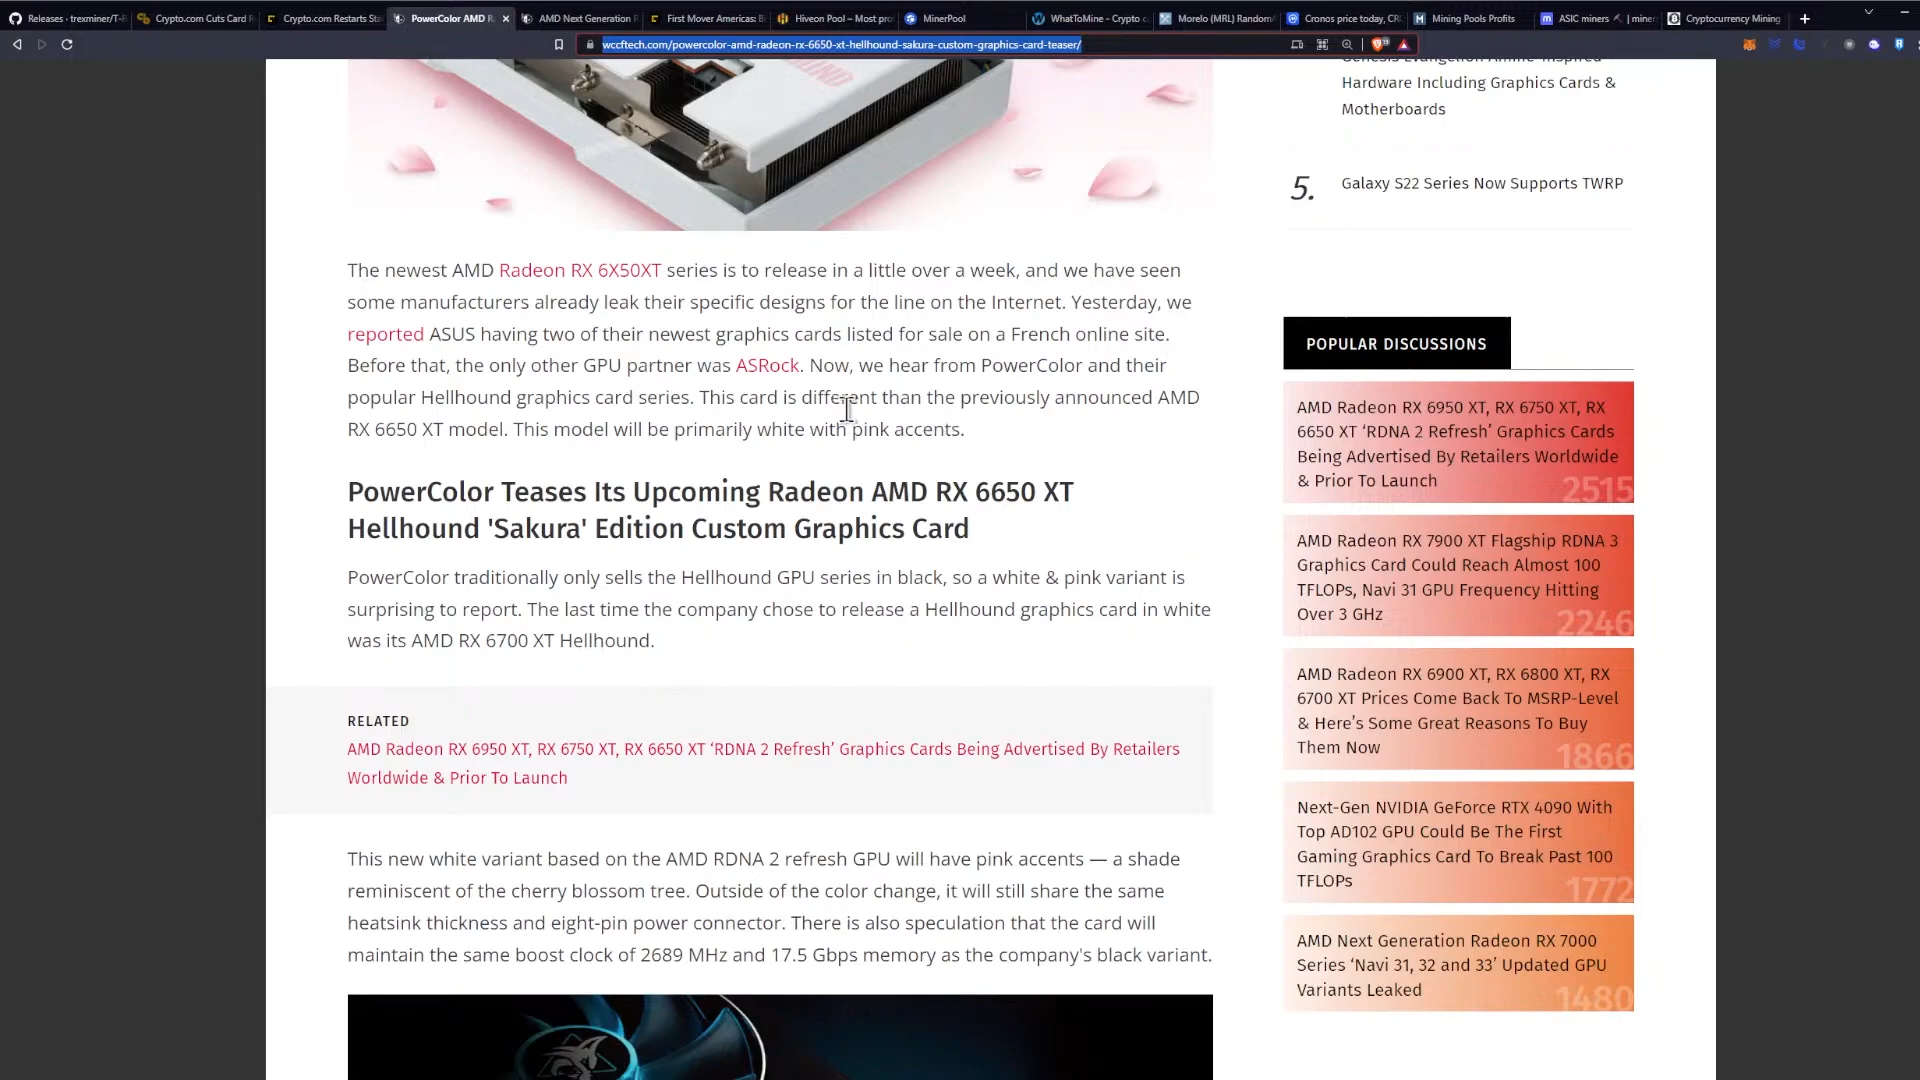 Releases - trexminer/T-R
Crypto.com Cuts Card R
Crypto.com Restarts Sta
PowerColor AMD R
AMD Next Generation R
First Mover Americas: B
Hiveon Pool – Most pro
MinerPool
WhatToMine - Crypto c
Morelo (MRL) Random
Cronos price today, CR
Mining Pools Profits
ASIC miners
miner
Cryptocurrency Mining
wccftech.com/powercolor-amd-radeon-rx-6650-xt-hellhound-sakura-custom-graphics-card-teaser/
The newest AMD Radeon RX 6X50XT series is to release in a little over a week, and we have seen
some manufacturers already leak their specific designs for the line on the Internet. Yesterday, we
reported ASUS having two of their newest graphics cards listed for sale on a French online site.
Before that, the only other GPU partner was ASRock. Now, we hear from PowerColor and their
popular Hellhound graphics card series. This card is different than the previously announced AMD
RX 6650 XT model. This model will be primarily white with pink accents.
PowerColor Teases Its Upcoming Radeon AMD RX 6650 XT
Hellhound 'Sakura' Edition Custom Graphics Card
PowerColor traditionally only sells the Hellhound GPU series in black, so a white & pink variant is
surprising to report. The last time the company chose to release a Hellhound graphics card in white
was its AMD RX 6700 XT Hellhound.
RELATED
AMD Radeon RX 6950 XT, RX 6750 XT, RX 6650 XT ‘RDNA 2 Refresh’ Graphics Cards Being Advertised By Retailers
Worldwide & Prior To Launch
This new white variant based on the AMD RDNA 2 refresh GPU will have pink accents — a shade
reminiscent of the cherry blossom tree. Outside of the color change, it will still share the same
heatsink thickness and eight-pin power connector. There is also speculation that the card will
maintain the same boost clock of 2689 MHz and 17.5 Gbps memory as the company's black variant.
Genesis Evangelion Anime-Inspired
Hardware Including Graphics Cards &
Motherboards
5.
Galaxy S22 Series Now Supports TWRP
POPULAR DISCUSSIONS
AMD Radeon RX 6950 XT, RX 6750 XT, RX
6650 XT ‘RDNA 2 Refresh’ Graphics Cards
Being Advertised By Retailers Worldwide
& Prior To Launch
2515
AMD Radeon RX 7900 XT Flagship RDNA 3
Graphics Card Could Reach Almost 100
TFLOPs, Navi 31 GPU Frequency Hitting
Over 3 GHz
2246
AMD Radeon RX 6900 XT, RX 6800 XT, RX
6700 XT Prices Come Back To MSRP-Level
& Here’s Some Great Reasons To Buy
Them Now
1866
Next-Gen NVIDIA GeForce RTX 4090 With
Top AD102 GPU Could Be The First
Gaming Graphics Card To Break Past 100
TFLOPs
1772
AMD Next Generation Radeon RX 7000
Series ‘Navi 31, 32 and 33’ Updated GPU
Variants Leaked
1480